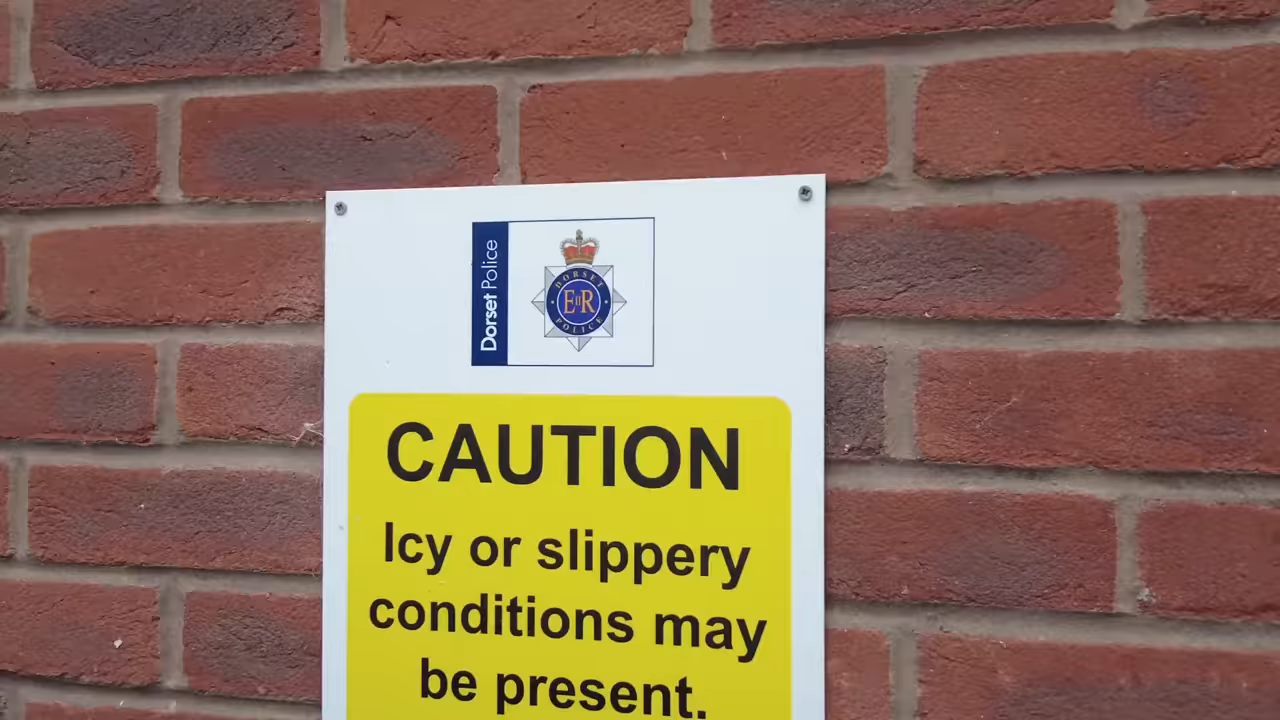 Dorset Police
DORSET
EIIR
POLICE
CAUTION
Icy or slippery
conditions may
be present.